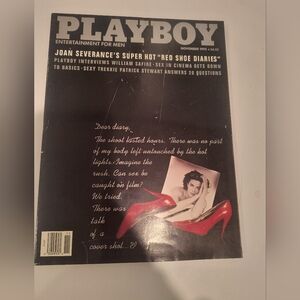 PLAYBOY
ENTERTAINMENT FOR MEN
NOVEMBER 1992
JOAN SEVERANCE'S SUPER HOT "RED SHOE DIARIES"
PLAYBOY INTERVIEWS WILLIAM SAFIRE • SEX IN CINEMA GETS DOWN
TO BASICS • SEXY TREKKIE PATRICK STEWART ANSWERS 20 QUESTIONS
Dear diary,
The shoot lasted hours. There was no part
of my body left untouched by the hot
lights. Imagine the
rush. Can sex be
caught on film?
We tried.
There was
talk
of a
cover shot...